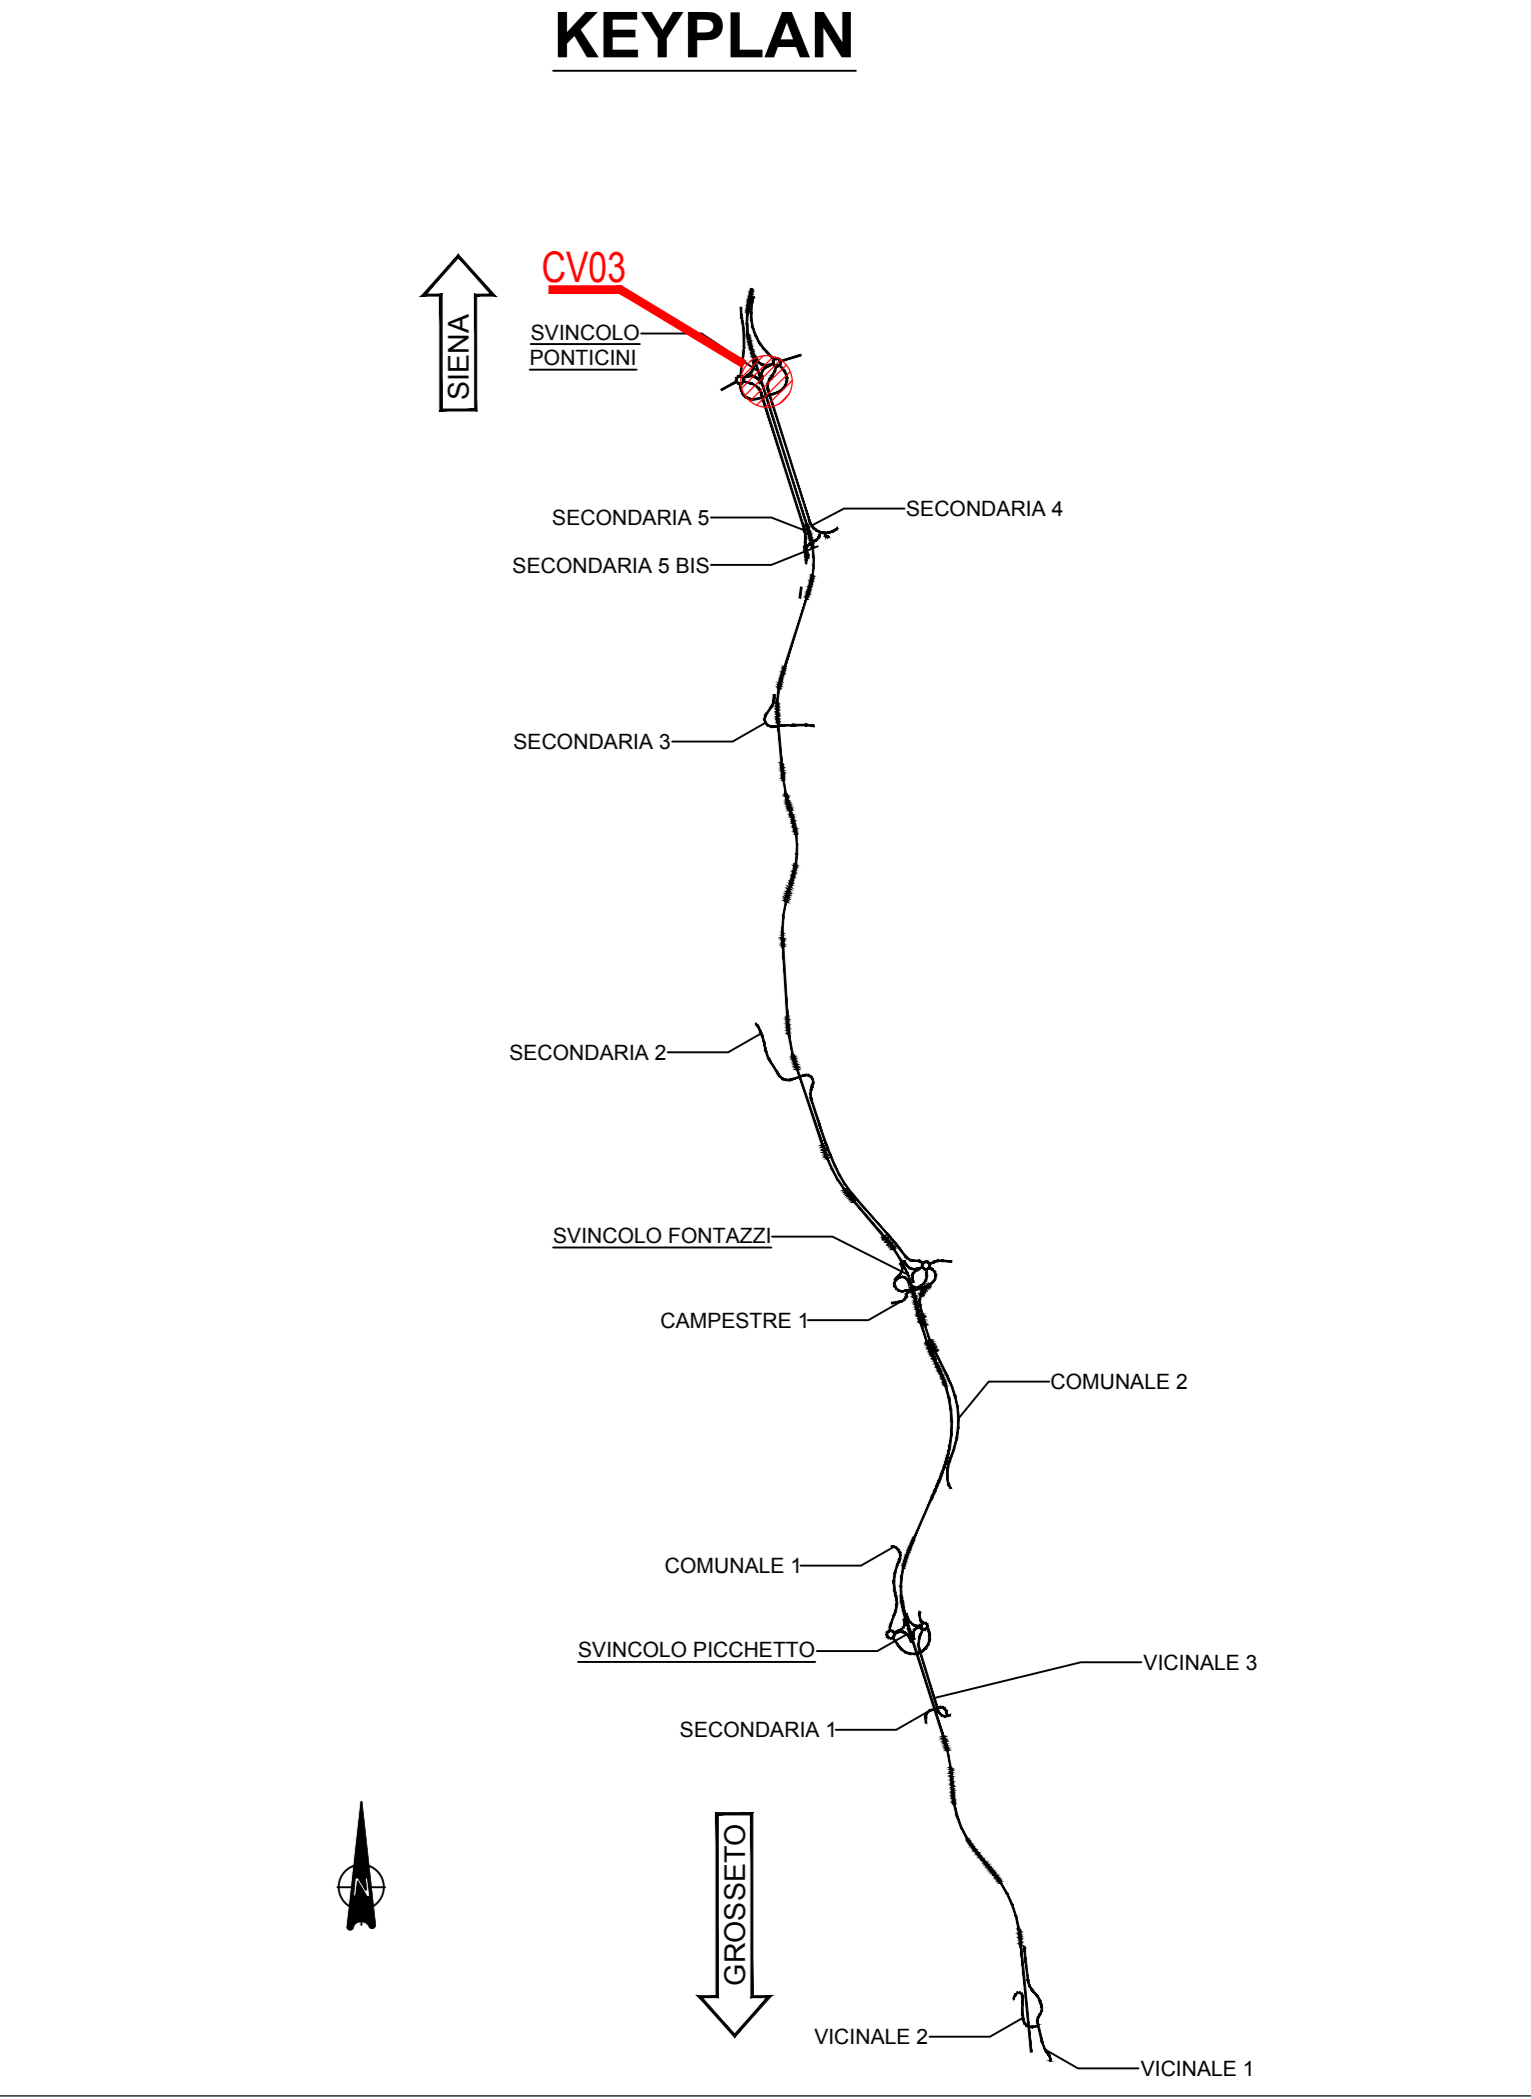 KEYPLAN
CV03
SIENA
SVINCOLO
PONTICINI
SECONDARIA 4
SECONDARIA 5
SECONDARIA 5 BIS
SECONDARIA 3
SECONDARIA 2
SVINCOLO FONTAZZI
CAMPESTRE 1
COMUNALE 2
COMUNALE 1
SVINCOLO PICCHETTO
VICINALE 3
SECONDARIA 1
GROSSETO
N
VICINALE 2
VICINALE 1